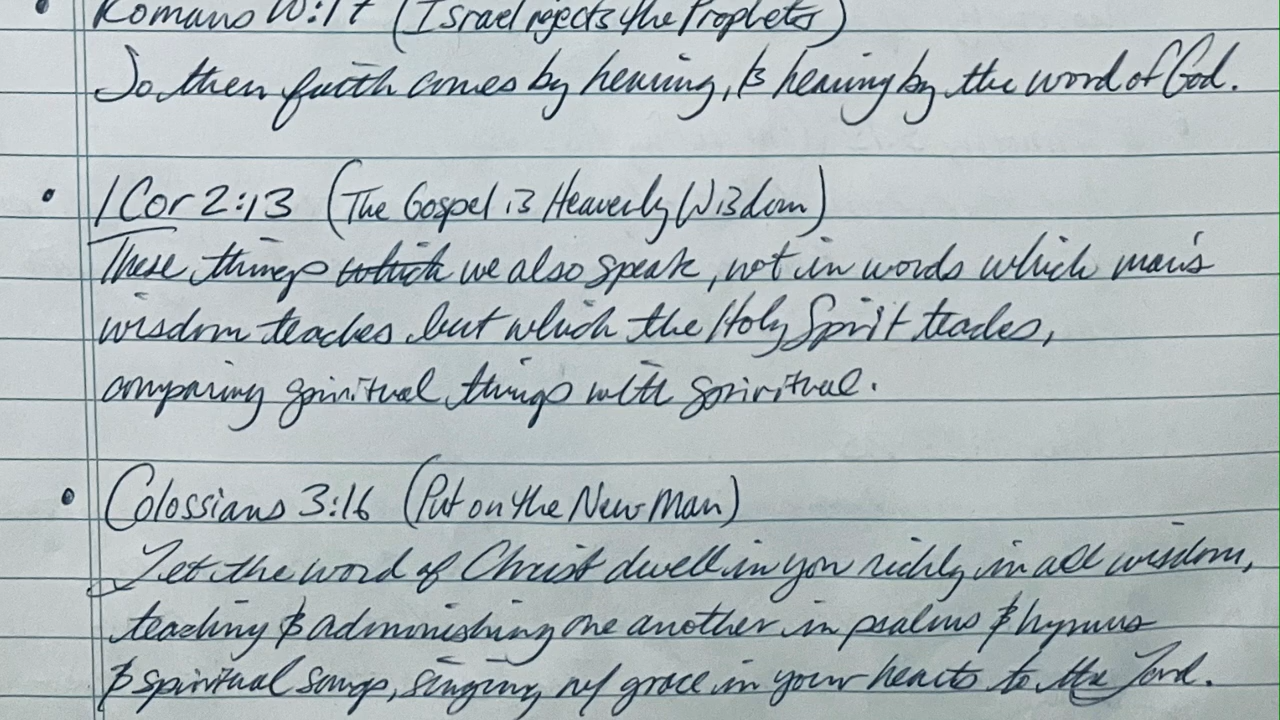 • Romans 10:17 (Israel rejects the Prophets)
So then faith comes by hearing, & hearing by the word of God.
• 1 Cor 2:13 (The Gospel is Heavenly Wisdom)
These things ~~which~~ we also speak, not in words which man's
wisdom teaches but which the Holy Spirit teaches,
comparing spiritual things with spiritual.
• Colossians 3:16 (Put on the New Man)
Let the word of Christ dwell in you richly in all wisdom,
teaching & administing one another in psalms & hymns
& spiritual songs, singing w/ grace in your hearts to the Lord.